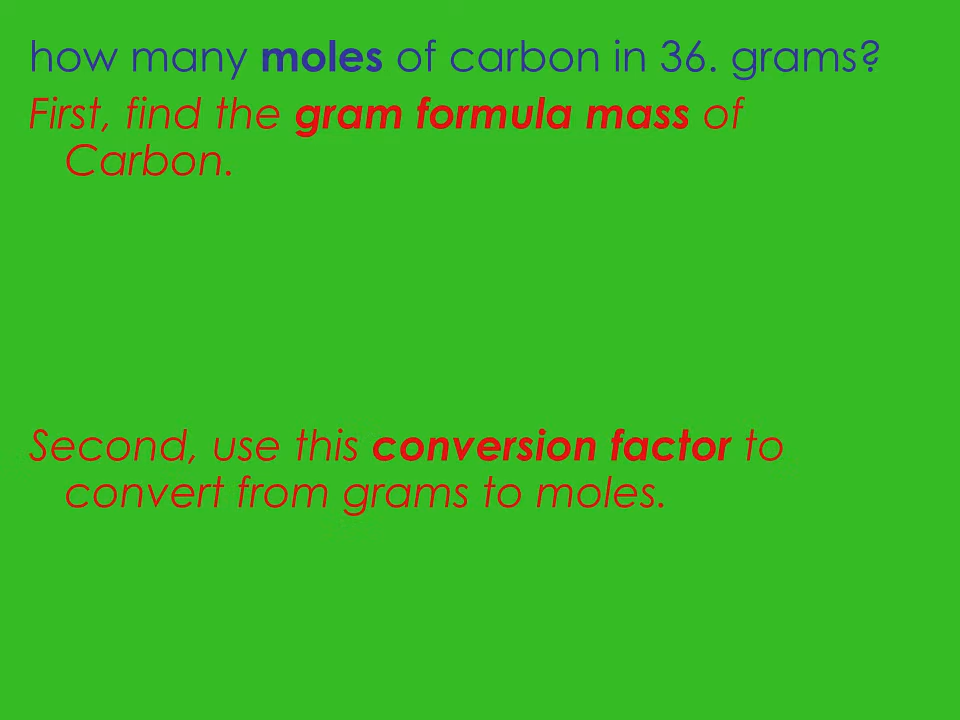 how many moles of carbon in 36. grams?
First, find the gram formula mass of
Carbon.
Second, use this conversion factor to
convert from grams to moles.